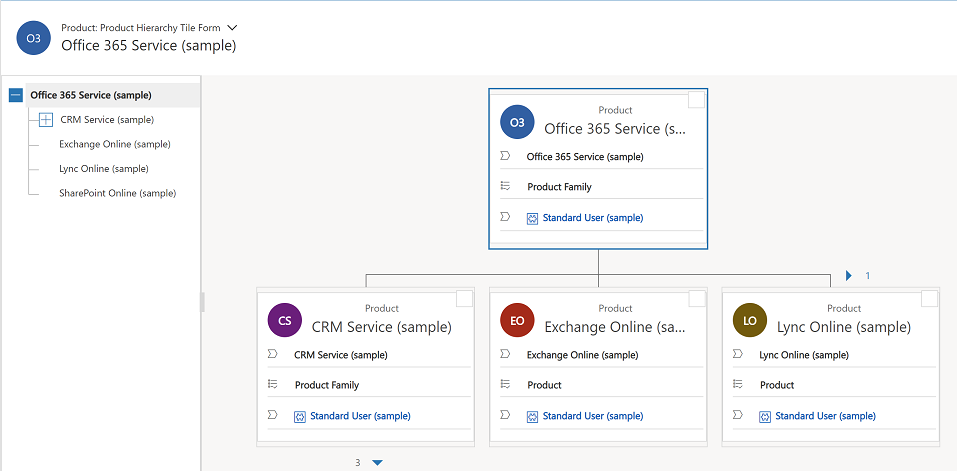 O3
Product: Product Hierarchy Tile Form
Office 365 Service (sample)
Office 365 Service (sample)
CRM Service (sample)
Exchange Online (sample)
Lync Online (sample)
SharePoint Online (sample)
O3
Product
Office 365 Service (s...
Office 365 Service (sample)
Product Family
Standard User (sample)
1
CS
Product
CRM Service (sample)
CRM Service (sample)
Product Family
Standard User (sample)
EO
Product
Exchange Online (sa...
Exchange Online (sample)
Product
Standard User (sample)
LO
Product
Lync Online (sample)
Lync Online (sample)
Product
Standard User (sample)
3